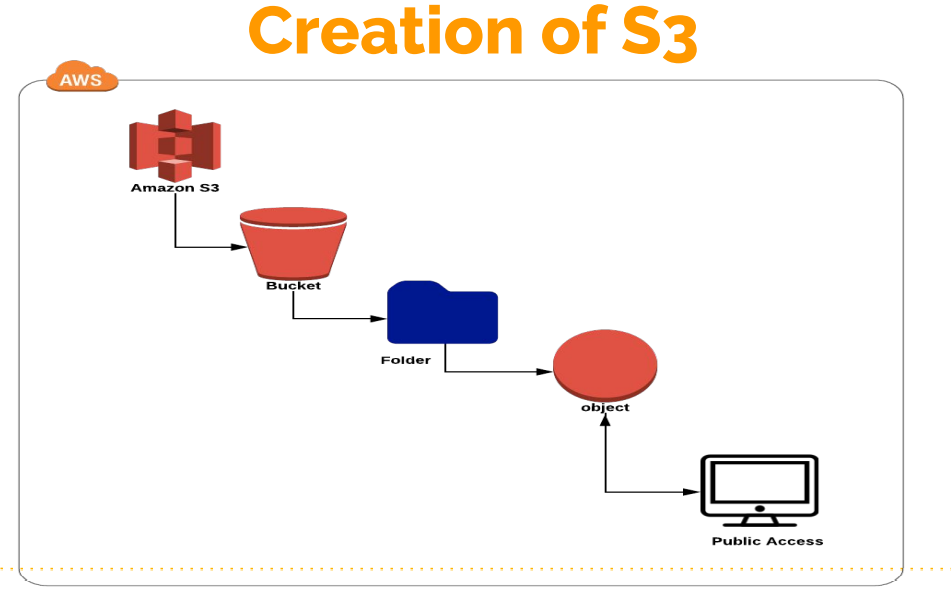 Creation of S3
AWS
Amazon S3
Bucket
Folder
object
Public Access